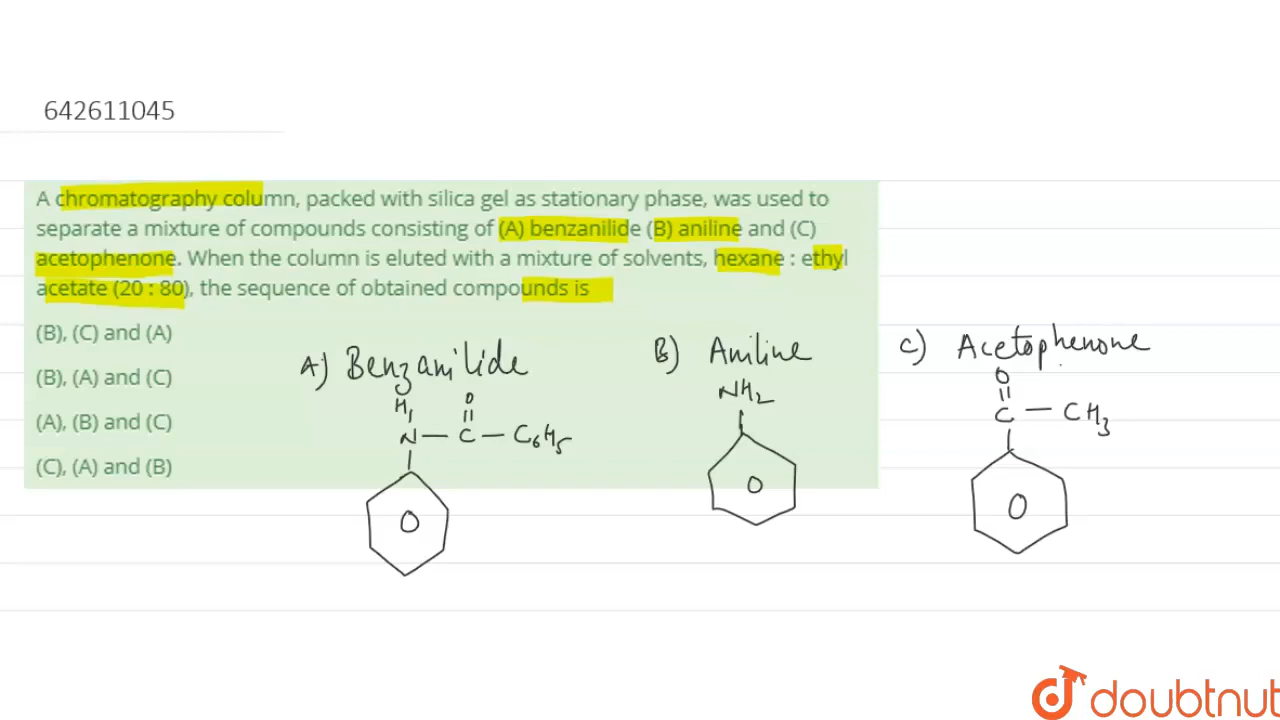 642611045
A chromatography column, packed with silica gel as stationary phase, was used to
separate a mixture of compounds consisting of (A) benzanilide (B) aniline and (C)
acetophenone. When the column is eluted with a mixture of solvents, hexane : ethyl
acetate (20 : 80), the sequence of obtained compounds is
(B), (C) and (A)
(B), (A) and (C)
(A), (B) and (C)
(C), (A) and (B)
A) Benzanilide
H O
N — C — C6H5
B) Aniline
NH2
C) Acetophenone
O
C — CH3
doubtnut